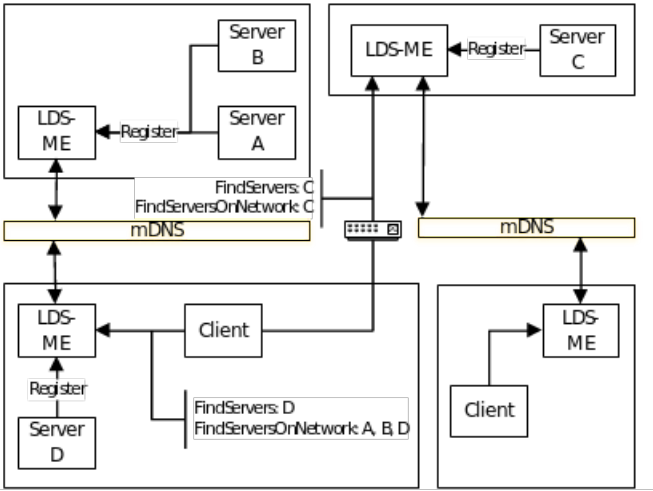 Server
B
LDS-
ME
Register
Server
A
LDS-ME
Register
Server
C
FindServers: C
FindServersOnNetwork: C
mDNS
mDNS
LDS-
ME
Client
Register
Server
D
FindServers: D
FindServersOnNetwork: A, B, D
LDS-
ME
Client